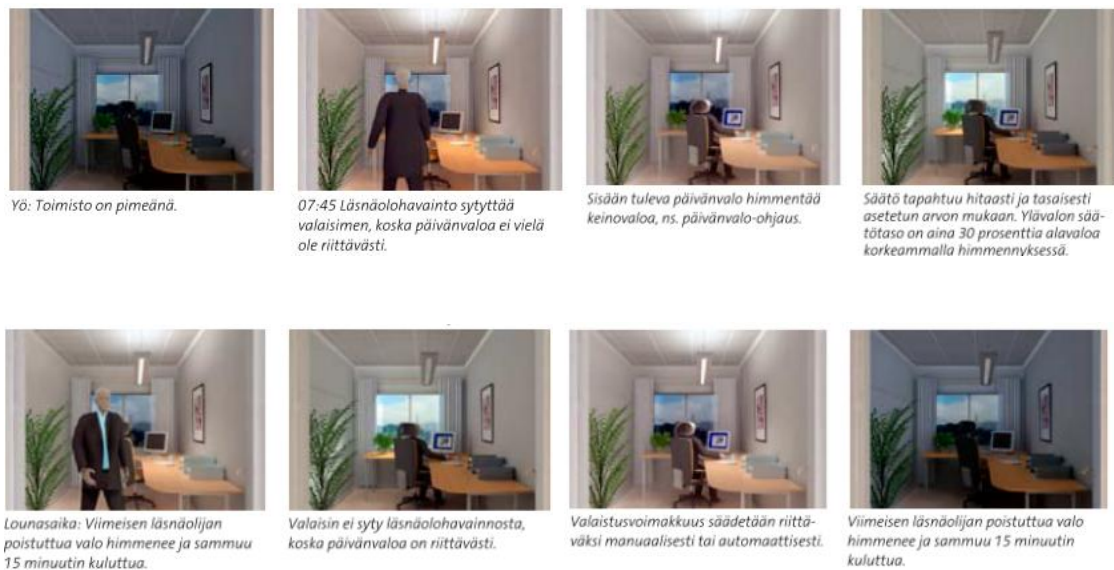 Yö: Toimisto on pimeänä.
07:45 Läsnäolohavainto sytyttää
valaisimen, koska päivänvaloa ei vielä
ole riittävästi.
Sisään tuleva päivänvalo himmentää
keinovaloa, ns. päivänvalo-ohjaus.
Säätö tapahtuu hitaasti ja tasaisesti
asetetun arvon mukaan. Ylävalon sää-
tötaso on aina 30 prosenttia alavaloa
korkeammalla himmennyksessä.
Lounasaika: Viimeisen läsnäolijan
poistuttua valo himmenee ja sammuu
15 minuutin kuluttua.
Valaisin ei syty läsnäolohavainnosta,
koska päivänvaloa on riittävästi.
Valaistusvoimakkuus säädetään riittä-
väksi manuaalisesti tai automaattisesti.
Viimeisen läsnäolijan poistuttua valo
himmenee ja sammuu 15 minuutin
kuluttua.